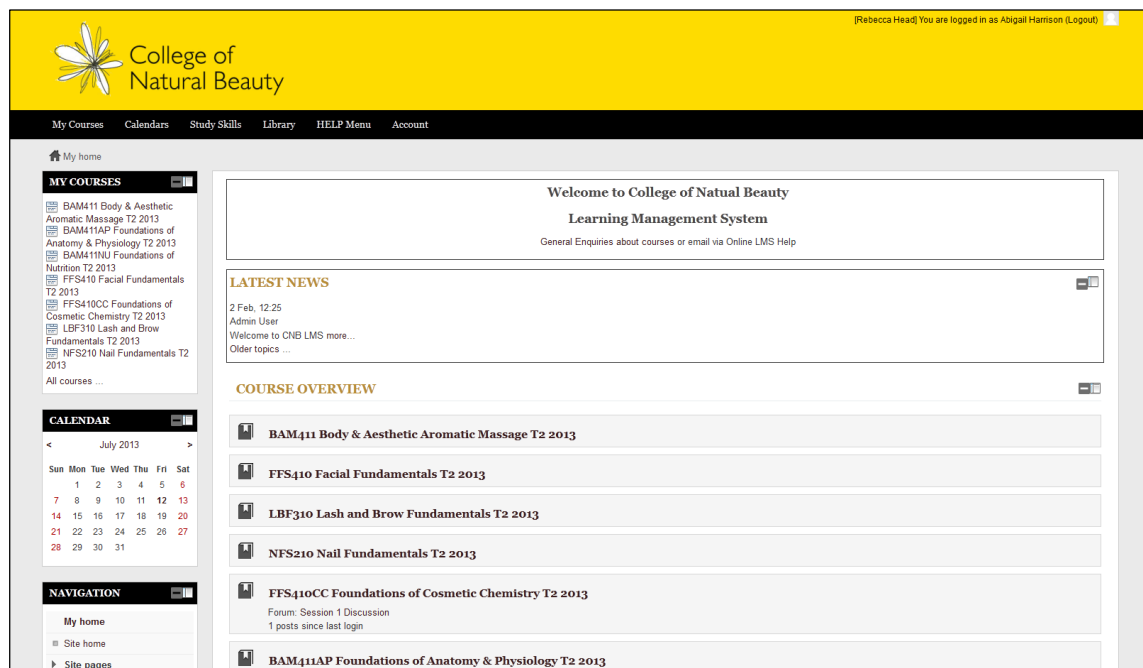 [Rebecca Head] You are logged in as Abigail Harrison (Logout)
College of
Natural Beauty
My Courses Calendars Study Skills Library HELP Menu Account
My home
MY COURSES
BAM411 Body & Aesthetic
Aromatic Massage T2 2013
BAM411AP Foundations of
Anatomy & Physiology T2 2013
BAM411NU Foundations of
Nutrition T2 2013
FFS410 Facial Fundamentals
T2 2013
FFS410CC Foundations of
Cosmetic Chemistry T2 2013
LBF310 Lash and Brow
Fundamentals T2 2013
NFS210 Nail Fundamentals T2
2013
All courses ...
CALENDAR
< July 2013 >
Sun Mon Tue Wed Thu Fri Sat
1 2 3 4 5 6
7 8 9 10 11 12 13
14 15 16 17 18 19 20
21 22 23 24 25 26 27
28 29 30 31
NAVIGATION
My home
Site home
Site pages
Welcome to College of Natual Beauty
Learning Management System
General Enquiries about courses or email via Online LMS Help
LATEST NEWS
2 Feb, 12:25
Admin User
Welcome to CNB LMS more...
Older topics ...
COURSE OVERVIEW
BAM411 Body & Aesthetic Aromatic Massage T2 2013
FFS410 Facial Fundamentals T2 2013
LBF310 Lash and Brow Fundamentals T2 2013
NFS210 Nail Fundamentals T2 2013
FFS410CC Foundations of Cosmetic Chemistry T2 2013
Forum: Session 1 Discussion
1 posts since last login
BAM411AP Foundations of Anatomy & Physiology T2 2013